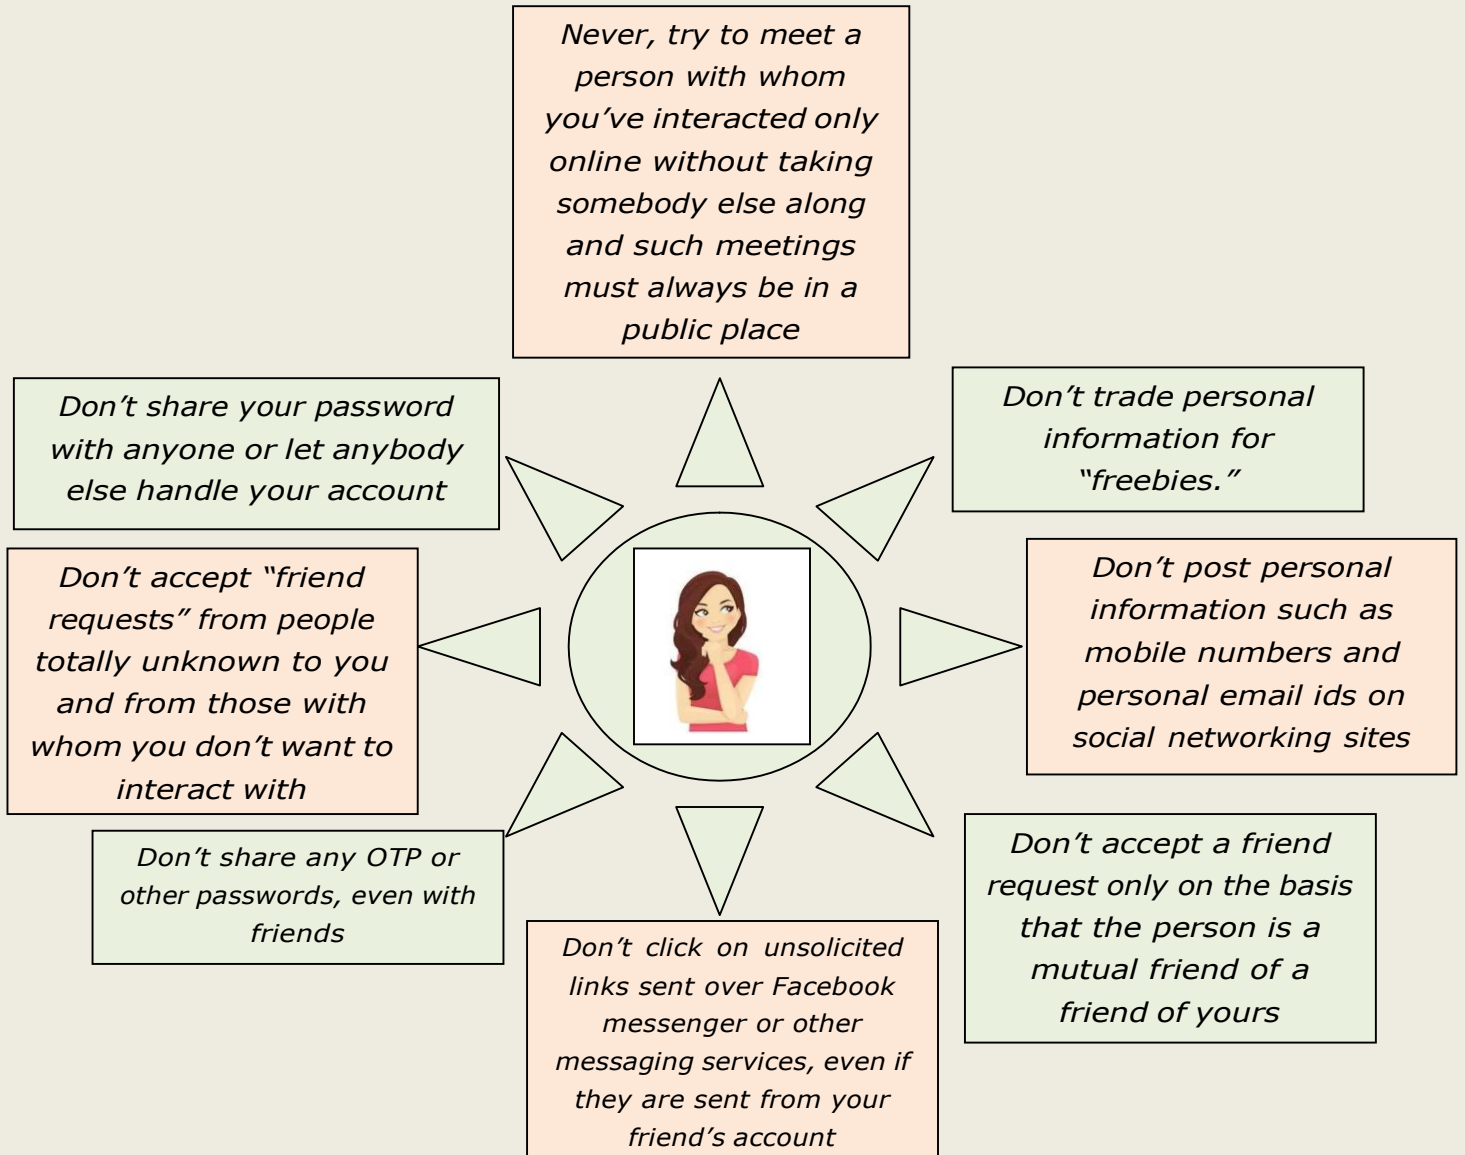 Never, try to meet a
person with whom
you’ve interacted only
online without taking
somebody else along
and such meetings
must always be in a
public place
Don’t share your password
with anyone or let anybody
else handle your account
Don’t trade personal
information for
“freebies.”
Don’t accept “friend
requests” from people
totally unknown to you
and from those with
whom you don’t want to
interact with
Don’t post personal
information such as
mobile numbers and
personal email ids on
social networking sites
Don’t share any OTP or
other passwords, even with
friends
Don’t accept a friend
request only on the basis
that the person is a
mutual friend of a
friend of yours
Don’t click on unsolicited
links sent over Facebook
messenger or other
messaging services, even if
they are sent from your
friend’s account